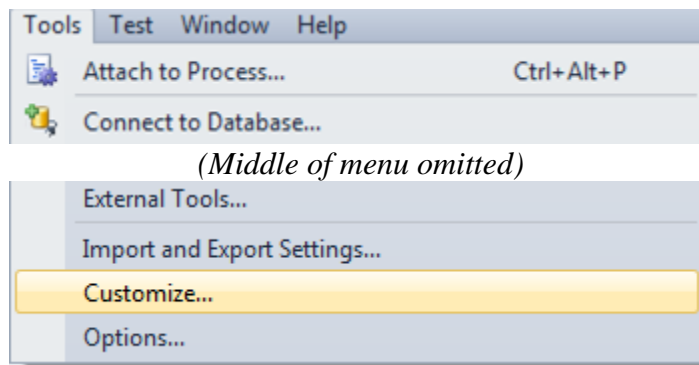 Tools Test Window Help
Attach to Process... Ctrl+Alt+P
Connect to Database...
(Middle of menu omitted)
External Tools...
Import and Export Settings...
Customize...
Options...